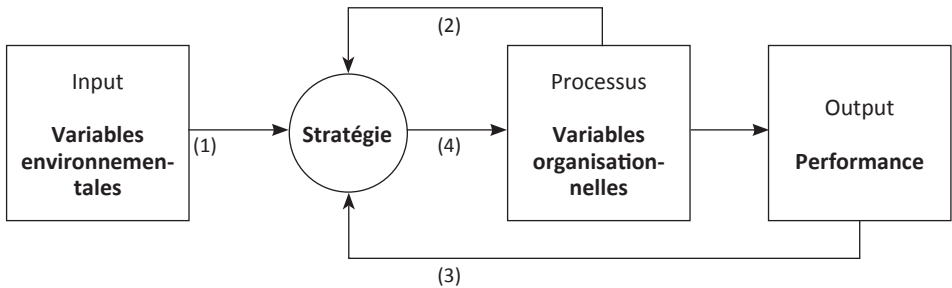 (2)
Input
Variables
environnemen-
tales
(1)
Stratégie
(4)
Processus
Variables
organisation-
nelles
Output
Performance
(3)